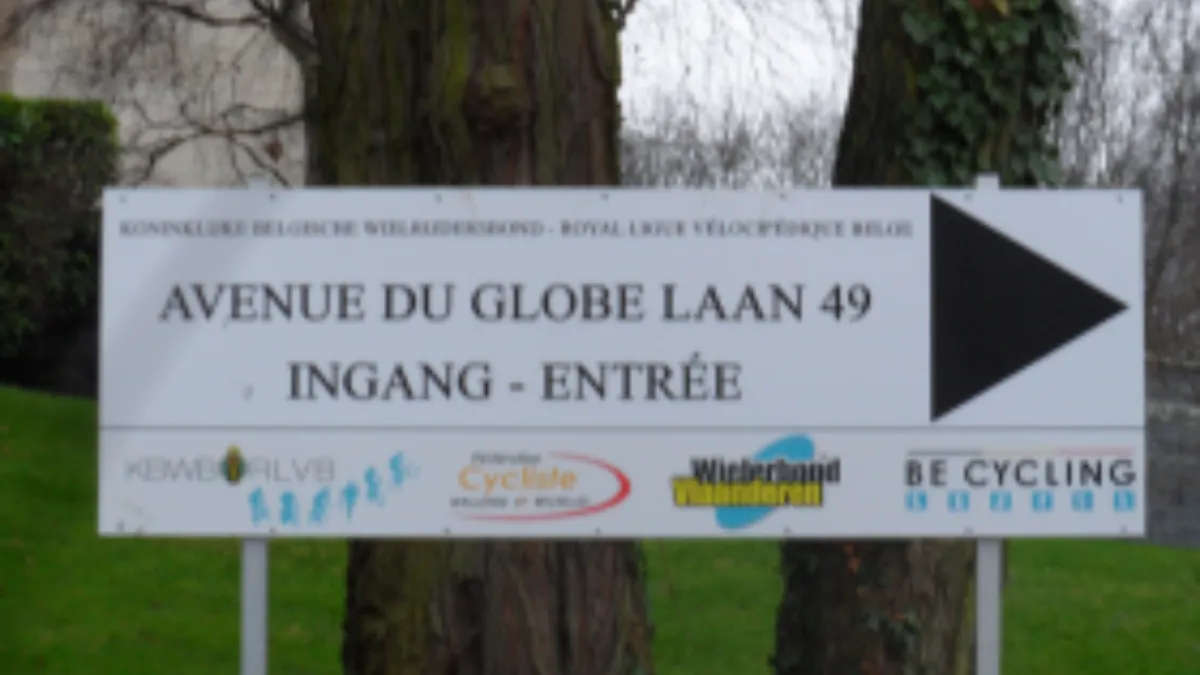 KONINKLIJKE BELGISCHE WIELRIJDERSBOND - ROYAL LIGUE VÉLOCIPÉDIQUE BELGE
AVENUE DU GLOBE LAAN 49
INGANG - ENTRÉE
KBWB RLVB
Cycliste
Wielerbond
Vlaanderen
BE CYCLING